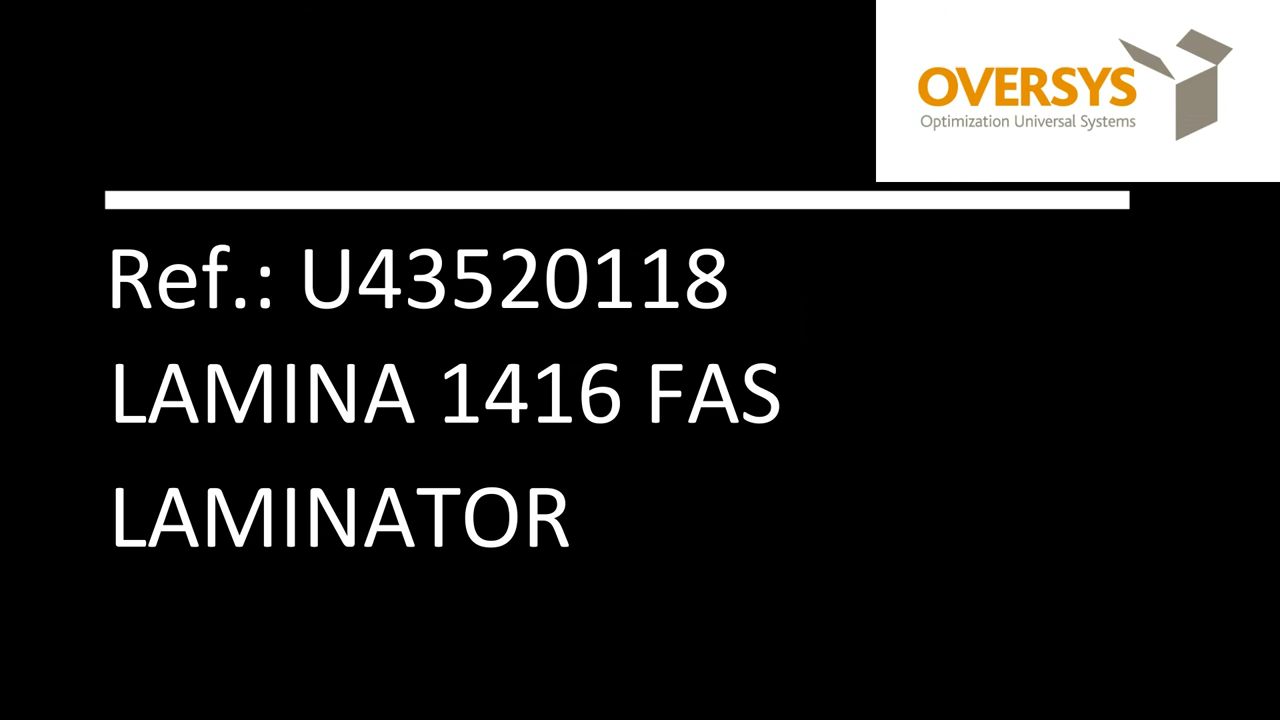 OVERSYS
Optimization Universal Systems
Ref.: U43520118
LAMINA 1416 FAS
LAMINATOR